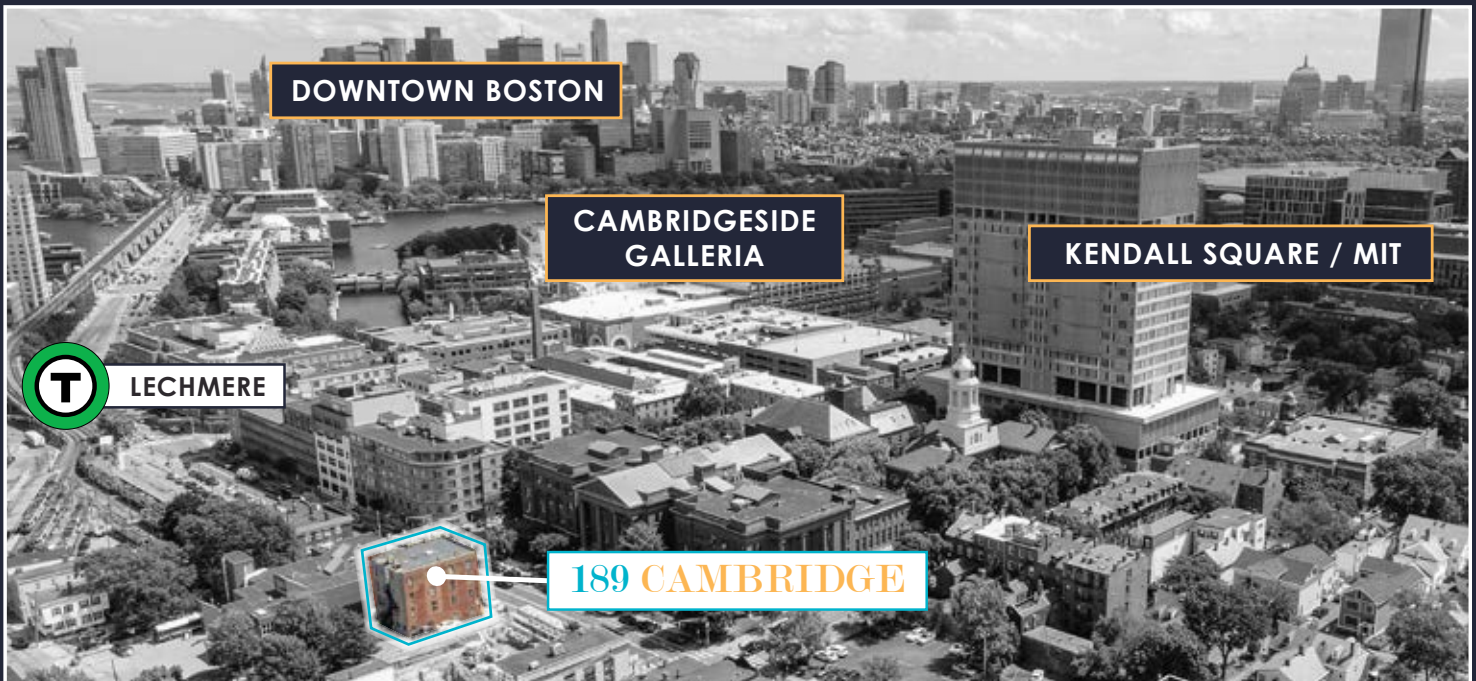 DOWNTOWN BOSTON
CAMBRIDGESIDE
GALLERIA
KENDALL SQUARE / MIT
T LECHMERE
189 CAMBRIDGE